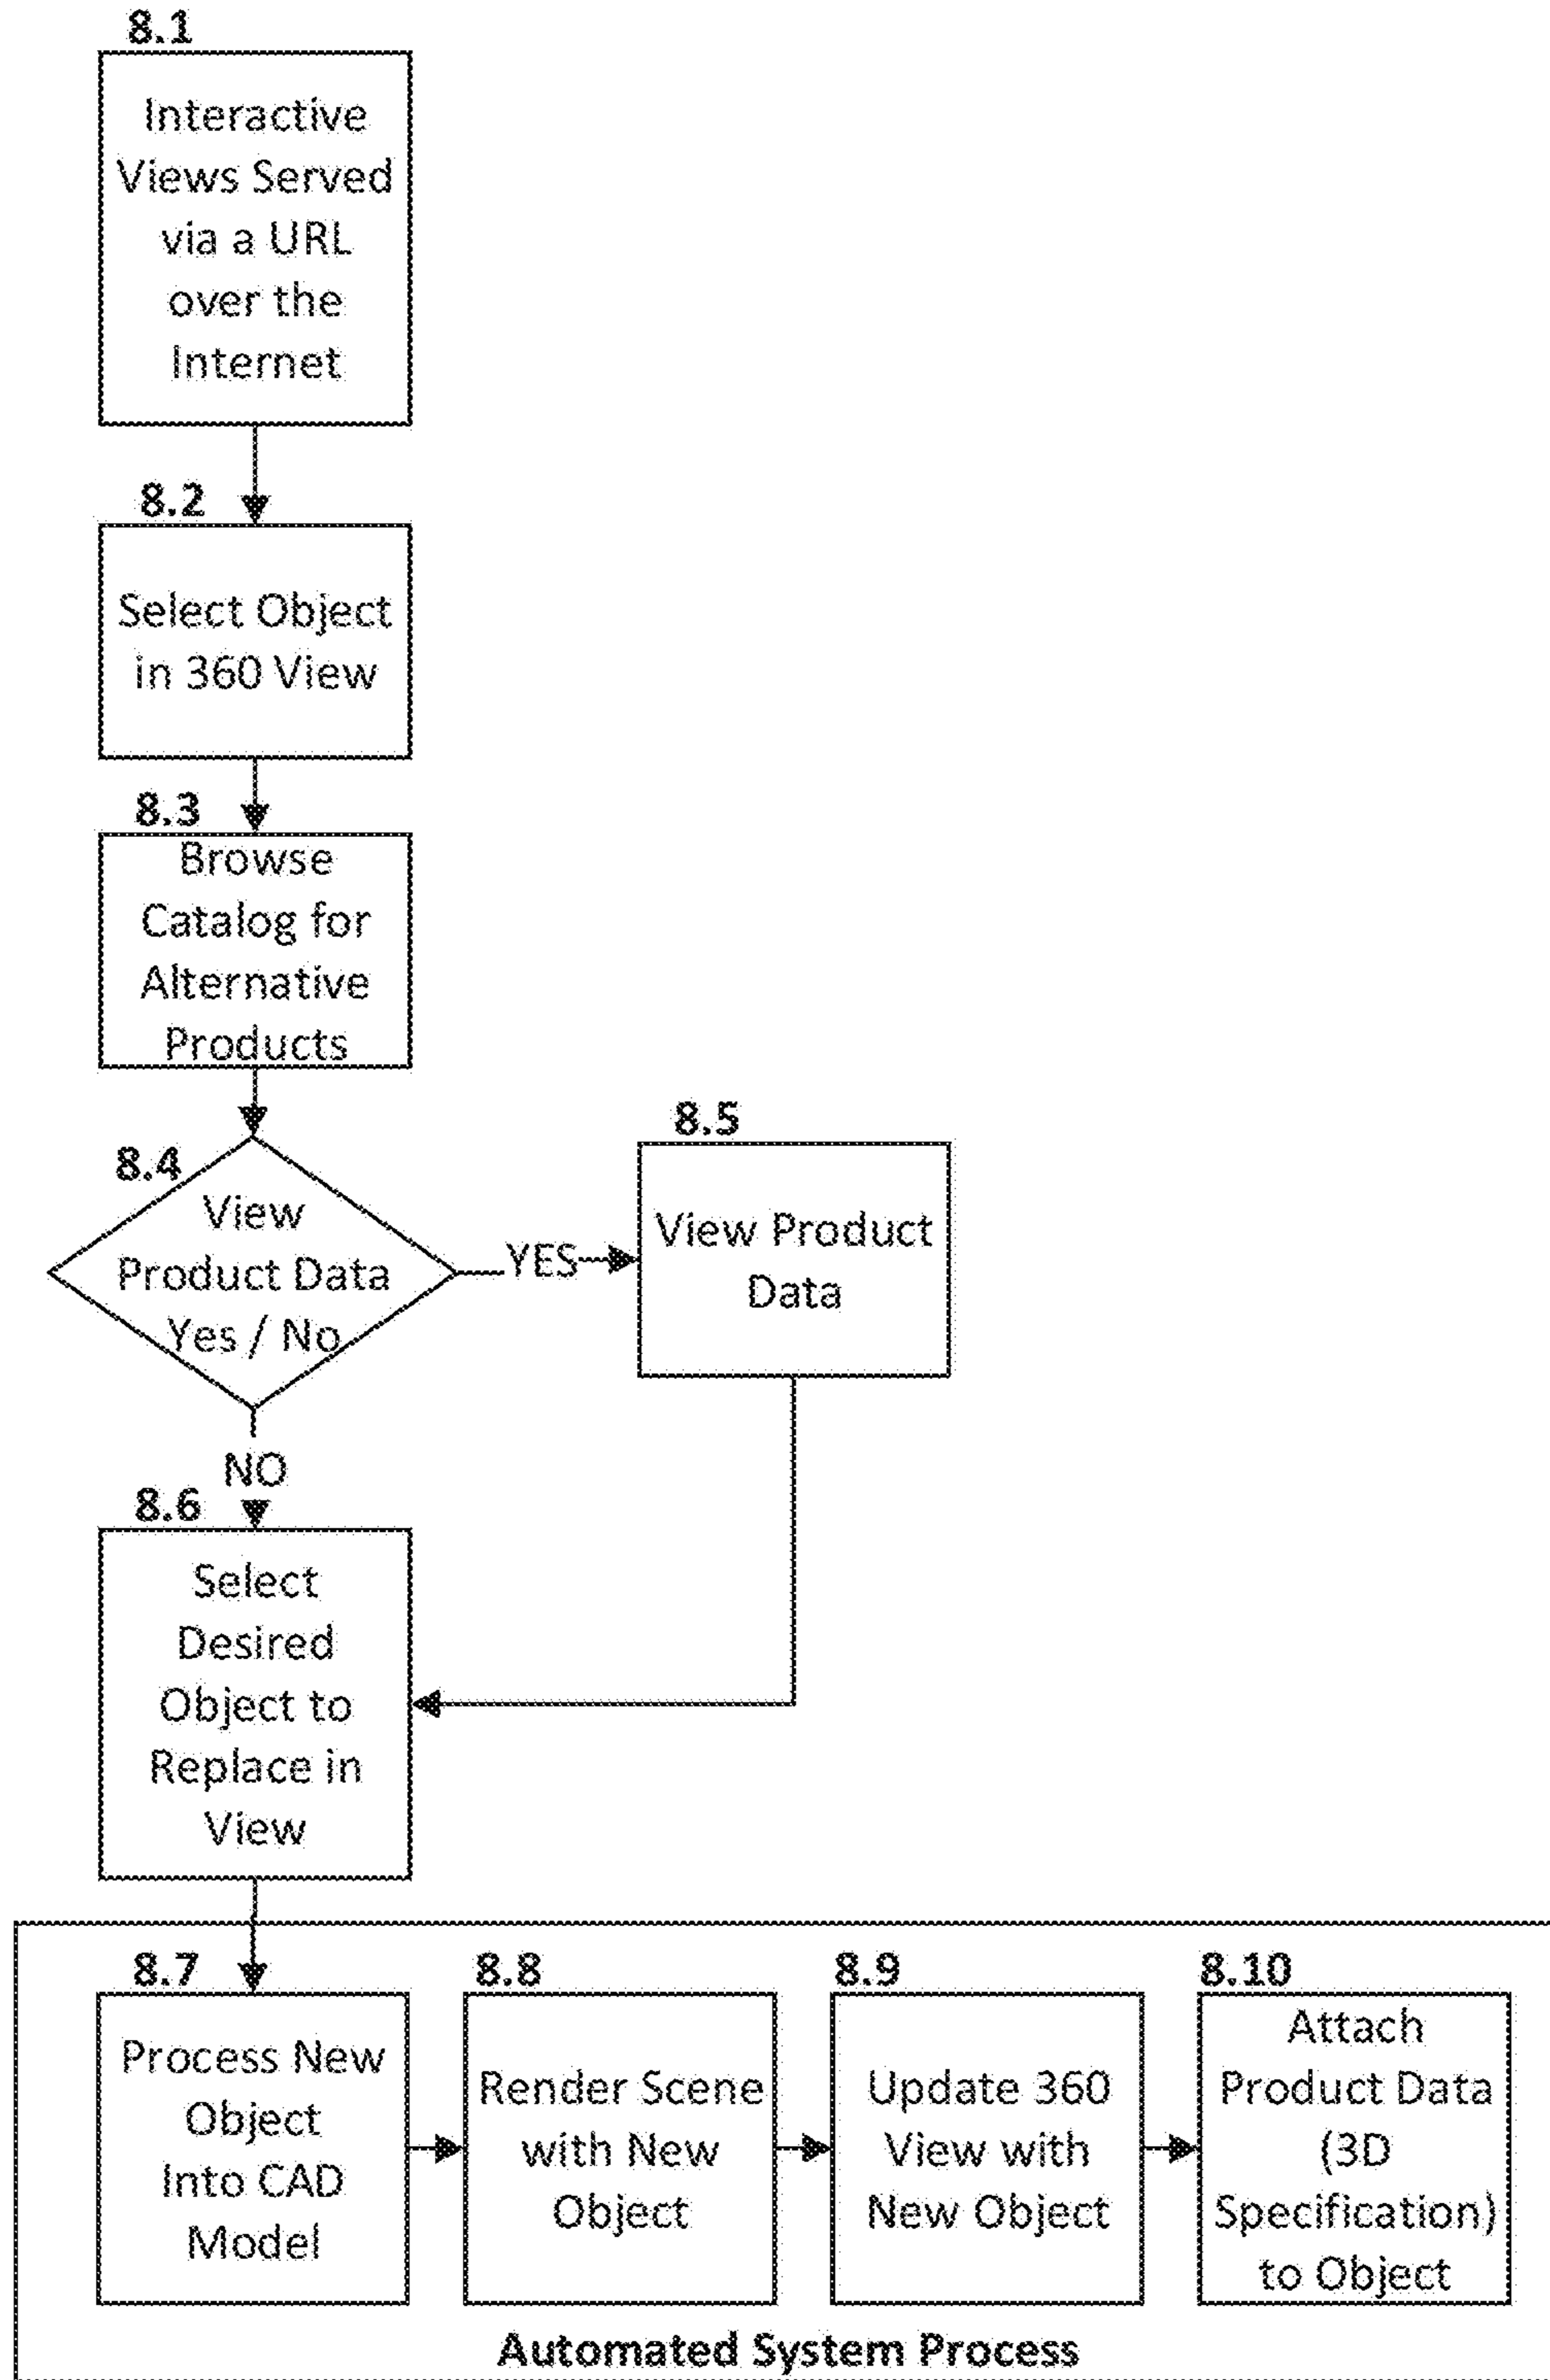 8.1
Interactive
Views Served
via a URL
over the
Internet
8.2
Select Object
in 360 View
8.3
Browse
Catalog for
Alternative
Products
8.4
View
Product Data
Yes / No
YES
8.5
View Product
Data
NO
8.6
Select
Desired
Object to
Replace in
View
8.7
Process New
Object
Into CAD
Model
8.8
Render Scene
with New
Object
8.9
Update 360
View with
New Object
8.10
Attach
Product Data
(3D
Specification)
to Object
Automated System Process